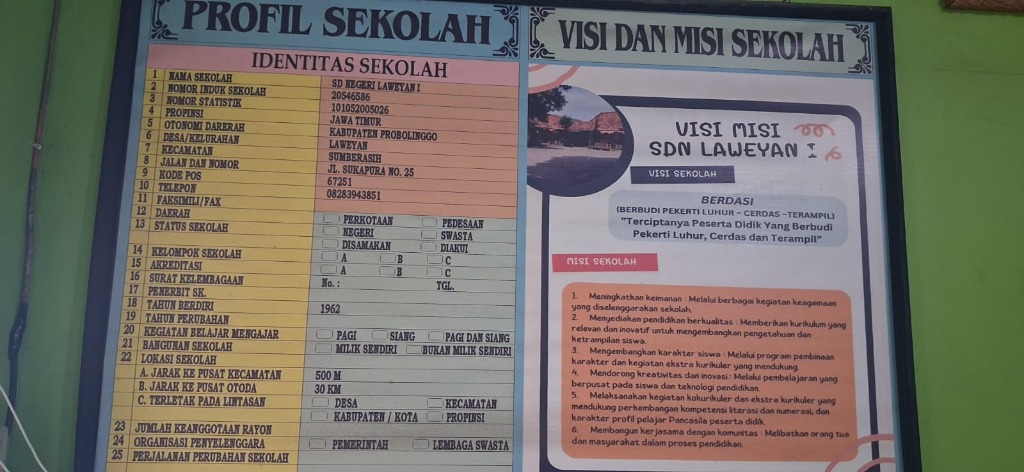 PROFIL SEKOLAH
IDENTITAS SEKOLAH
1 NAMA SEKOLAH SD NEGERI LAWEYAN I
2 NOMOR INDUK SEKOLAH 20546586
3 NOMOR STATISTIK 101052005026
4 PROPINSI JAWA TIMUR
5 OTONOMI DARERAH KABUPATEN PROBOLINGGO
6 DESA/KELURAHAN LAWEYAN
7 KECAMATAN SUMBERASIH
8 JALAN DAN NOMOR JL. SUKAPURA NO. 25
9 KODE POS 67251
10 TELEPON 08283943851
11 FAKSIMILI/FAX
12 DAERAH PERKOTAAN PEDESAAN
13 STATUS SEKOLAH NEGERI SWASTA
DISAMAKAN DIAKUI
14 KELOMPOK SEKOLAH A B C
15 AKREDITASI A B C
16 SURAT KELEMBAGAAN No. : TGL.
17 PENERBIT SK.
18 TAHUN BERDIRI 1962
19 TAHUN PERUBAHAN
20 KEGIATAN BELAJAR MENGAJAR PAGI SIANG PAGI DAN SIANG
21 BANGUNAN SEKOLAH MILIK SENDIRI BUKAN MILIK SENDIRI
22 LOKASI SEKOLAH
A. JARAK KE PUSAT KECAMATAN 500 M
B. JARAK KE PUSAT OTODA 30 KM
C. TERLETAK PADA LINTASAN DESA KECAMATAN
KABUPATEN / KOTA PROPINSI
23 JUMLAH KEANGGOTAAN RAYON
24 ORGANISASI PENYELENGGARA PEMERINTAH LEMBAGA SWASTA
25 PERJALANAN PERUBAHAN SEKOLAH
VISI DAN MISI SEKOLAH
VISI MISI
SDN LAWEYAN I
VISI SEKOLAH
BERDASI
(BERBUDI PEKERTI LUHUR - CERDAS -TERAMPIL)
"Terciptanya Peserta Didik Yang Berbudi
Pekerti Luhur, Cerdas dan Terampil"
MISI SEKOLAH
1. Meningkatkan keimanan : Melalui berbagai kegiatan keagamaan
yang diselenggarakan sekolah.
2. Menyediakan pendidikan berkualitas : Memberikan kurikulum yang
relevan dan inovatif untuk mengembangkan pengetahuan dan
ketrampilan siswa.
3. Mengembangkan karakter siswa : Melalui program pembinaan
karakter dan kegiatan ekstra kurikuler yang mendukung.
4. Mendorong kreativitas dan inovasi.: Melalui pembelajaran yang
berpusat pada siswa dan teknologi pendidikan.
5. Melaksanakan kegiatan kokurikuler dan ekstra kurikuler yang
mendukung perkembangan kompetensi literasi dan numerasi, dan
karakter profil pelajar Pancasila peserta didik.
6. Membangun kerjasama dengan komunitas : Melibatkan orang tua
dan masyarakat dalam proses pendidikan.